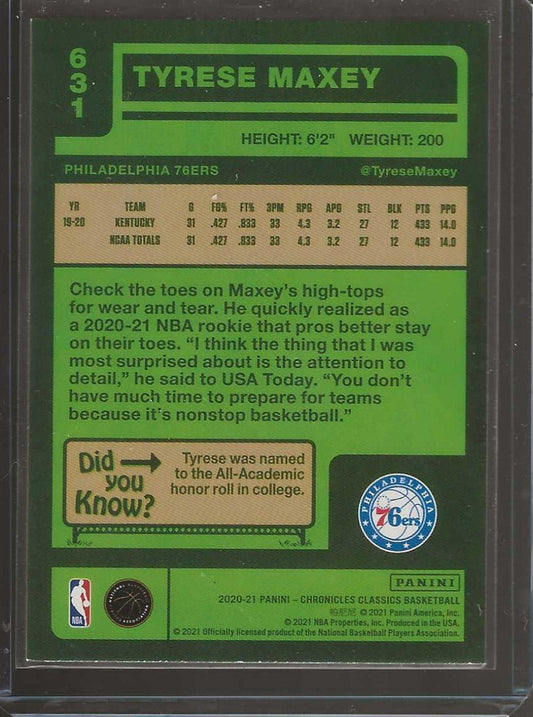 631
TYRESE MAXEY
HEIGHT: 6'2" WEIGHT: 200
PHILADELPHIA 76ERS @TyreseMaxey
YR TEAM G FG% FT% 3PM RPG APG STL BLK PTS PPG
19-20 KENTUCKY 31 .427 .833 33 4.3 3.2 27 12 433 14.0
NCAA TOTALS 31 .427 .833 33 4.3 3.2 27 12 433 14.0
Check the toes on Maxey's high-tops
for wear and tear. He quickly realized as
a 2020-21 NBA rookie that pros better stay
on their toes. "I think the thing that I was
most surprised about is the attention to
detail," he said to USA Today. "You don't
have much time to prepare for teams
because it's nonstop basketball."
Did
you
Know?
Tyrese was named
to the All-Academic
honor roll in college.
PHILADELPHIA
76ers
PANINI
NBA
2020-21 PANINI – CHRONICLES CLASSICS BASKETBALL
帕尼尼 © 2021 Panini America, Inc.
© 2021 NBA Properties, Inc. Produced in the USA.
© 2021 Officially licensed product of the National Basketball Players Association.